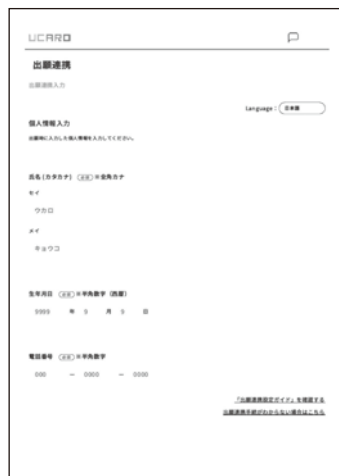 UCARO
出願連携
出願連携入力
Language : 日本語
個人情報入力
出願時に入力した個人情報を入力してください。
氏名(カタカナ) 必須 ※全角カナ
セイ
ウカロ
メイ
キョウコ
生年月日 必須 ※半角数字（西暦）
9999 年 9 月 9 日
電話番号 必須 ※半角数字
000 － 0000 － 0000
「出願連携設定ガイド」を確認する
出願連携手続がわからない場合はこちら